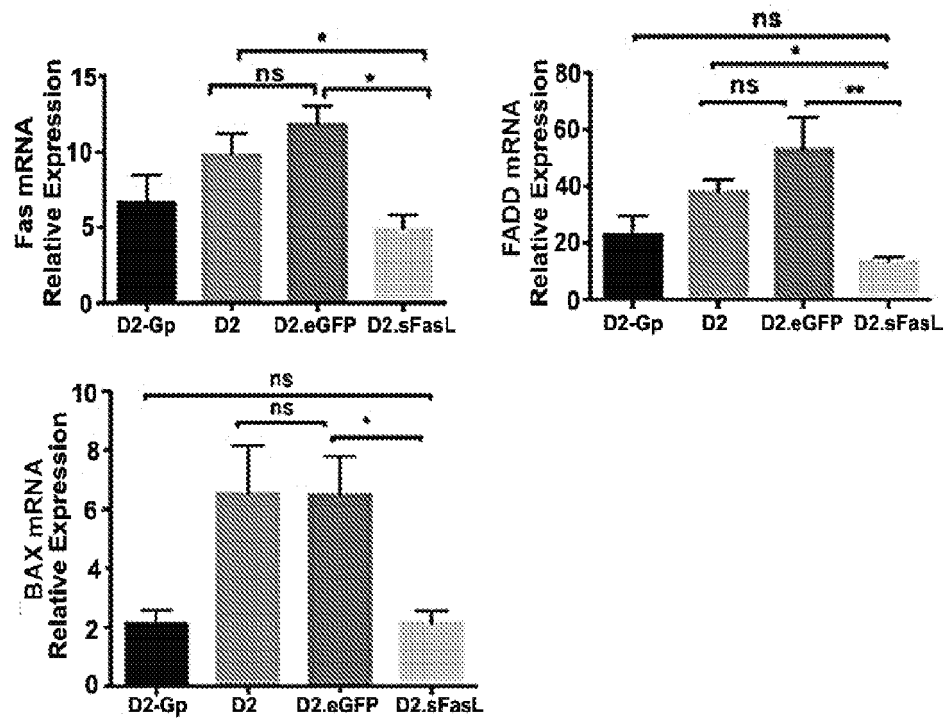 *
ns
*
15
10
5
0
Fas mRNA
Relative Expression
D2-Gp D2 D2.eGFP D2.sFasL
ns
*
ns
**
80
60
40
20
0
FADD mRNA
Relative Expression
D2-Gp D2 D2.eGFP D2.sFasL
ns
ns
*
10
8
6
4
2
0
BAX mRNA
Relative Expression
D2-Gp D2 D2.eGFP D2.sFasL